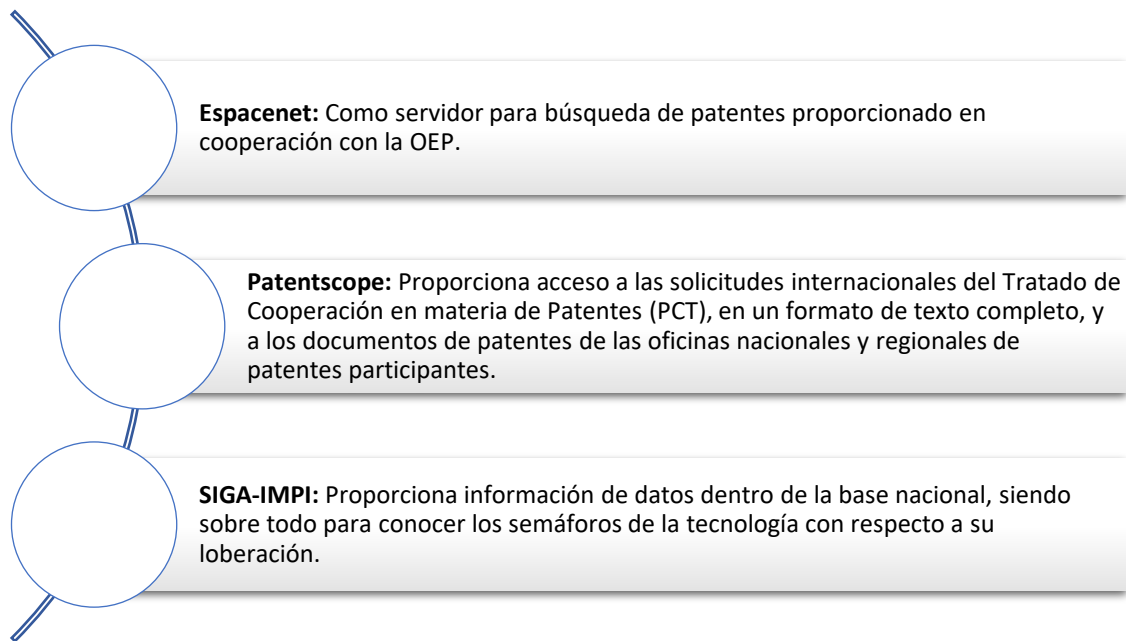 Espacenet: Como servidor para búsqueda de patentes proporcionado en
cooperación con la OEP.
Patentscope: Proporciona acceso a las solicitudes internacionales del Tratado de
Cooperación en materia de Patentes (PCT), en un formato de texto completo, y
a los documentos de patentes de las oficinas nacionales y regionales de
patentes participantes.
SIGA-IMPI: Proporciona información de datos dentro de la base nacional, siendo
sobre todo para conocer los semáforos de la tecnología con respecto a su
loberación.